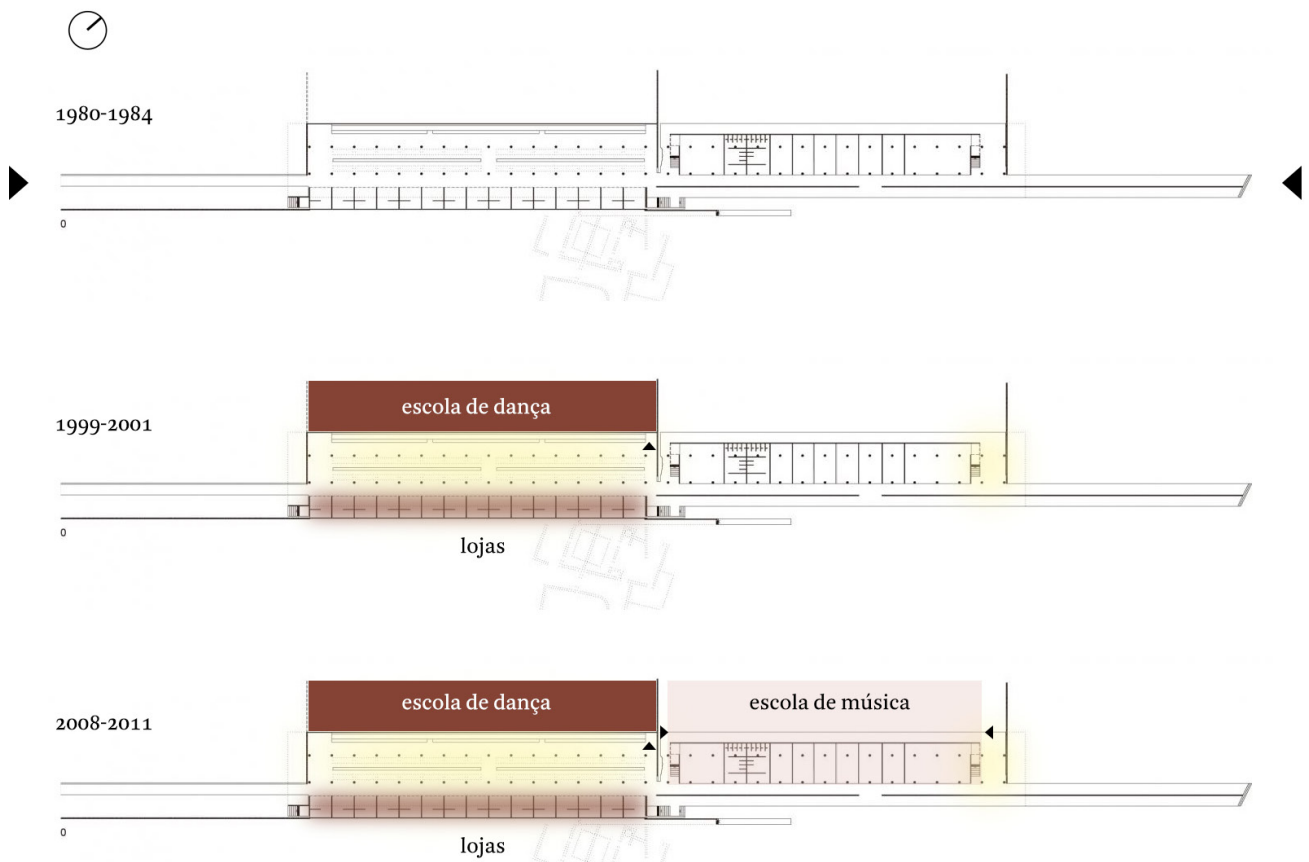 1980-1984
0
escola de dança
1999-2001
0
lojas
escola de dança
escola de música
2008-2011
0
lojas